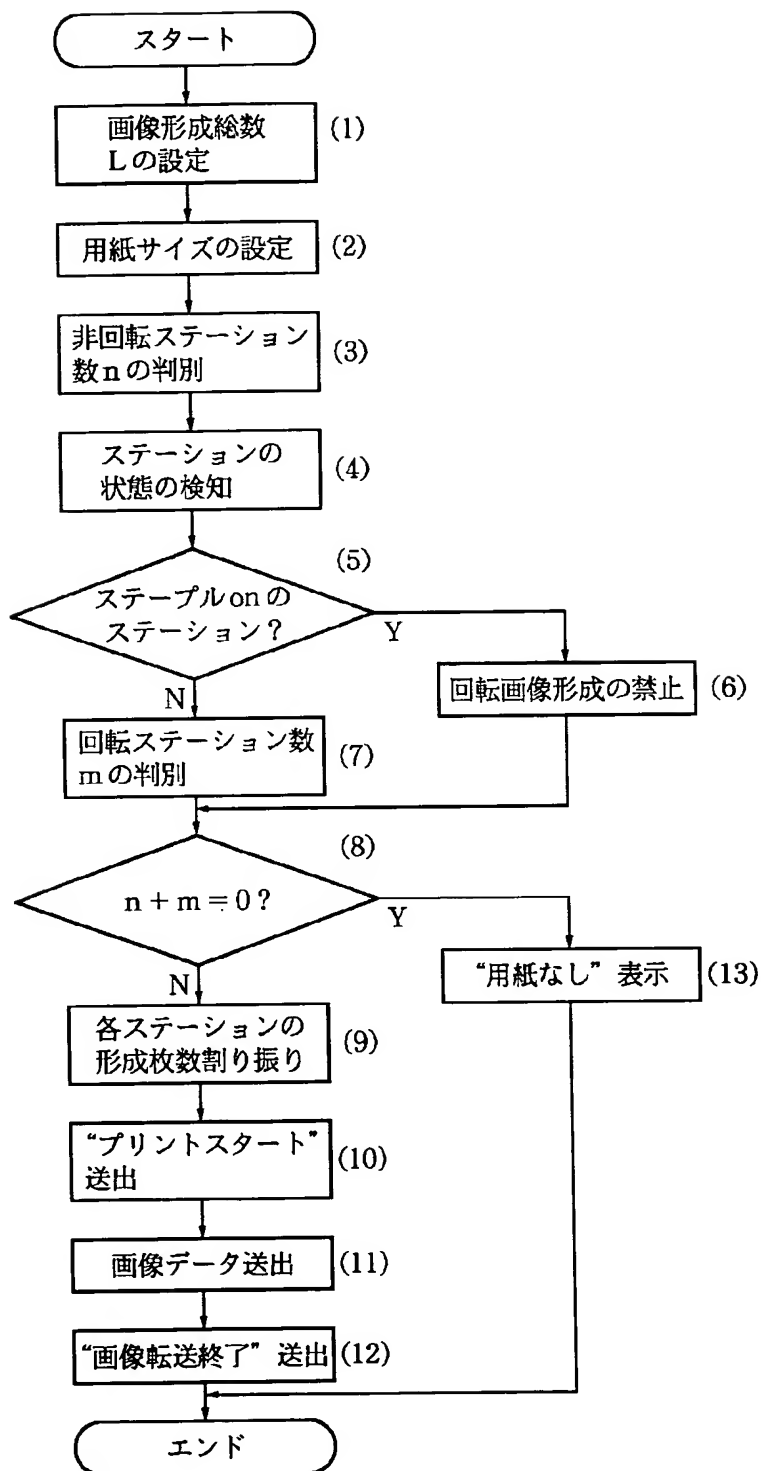 スタート
画像形成総数
Lの設定
(1)
用紙サイズの設定
(2)
非回転ステーション
数nの判別
(3)
ステーションの
状態の検知
(4)
(5)
ステープルonの
ステーション?
Y
N
回転画像形成の禁止
(6)
回転ステーション数
mの判別
(7)
(8)
n+m=0?
Y
N
“用紙なし”表示
(13)
各ステーションの
形成枚数割り振り
(9)
“プリントスタート”
送出
(10)
画像データ送出
(11)
“画像転送終了”送出
(12)
エンド